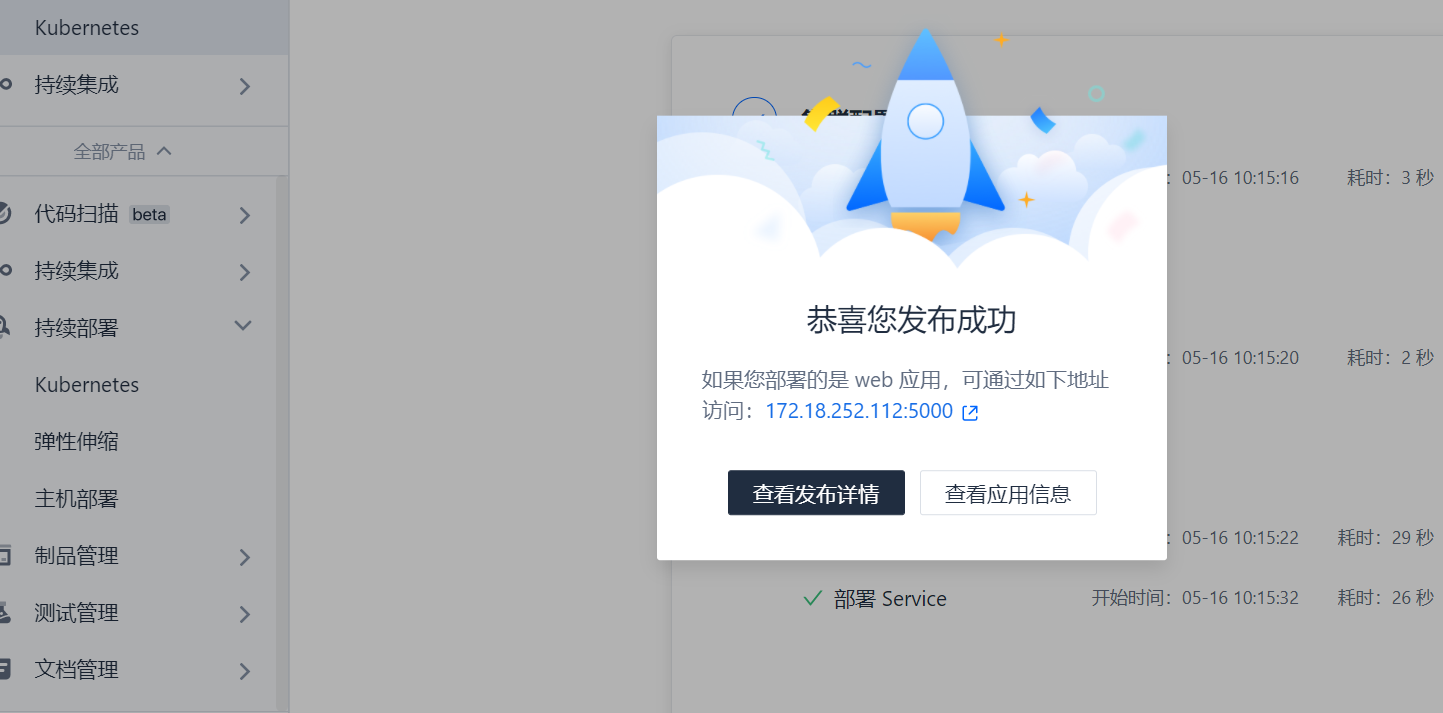 Kubernetes
持续集成
全部产品
代码扫描 beta
持续集成
持续部署
Kubernetes
弹性伸缩
主机部署
制品管理
测试管理
文档管理
恭喜您发布成功
如果您部署的是 web 应用，可通过如下地址
访问：172.18.252.112:5000
查看发布详情
查看应用信息
：05-16 10:15:16 耗时：3 秒
：05-16 10:15:20 耗时：2 秒
：05-16 10:15:22 耗时：29 秒
部署 Service 开始时间：05-16 10:15:32 耗时：26 秒